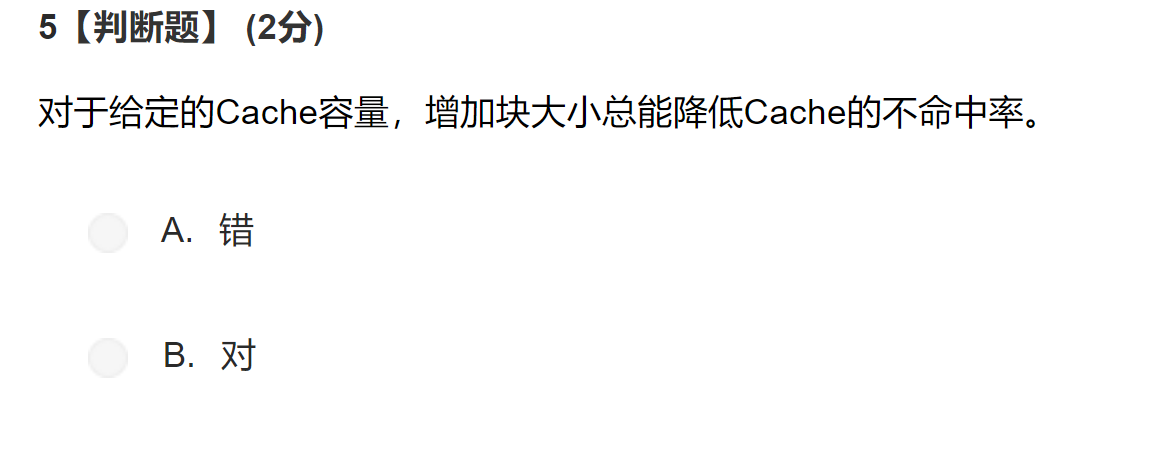 5【判断题】 (2分)
对于给定的Cache容量，增加块大小总能降低Cache的不命中率。
A. 错
B. 对